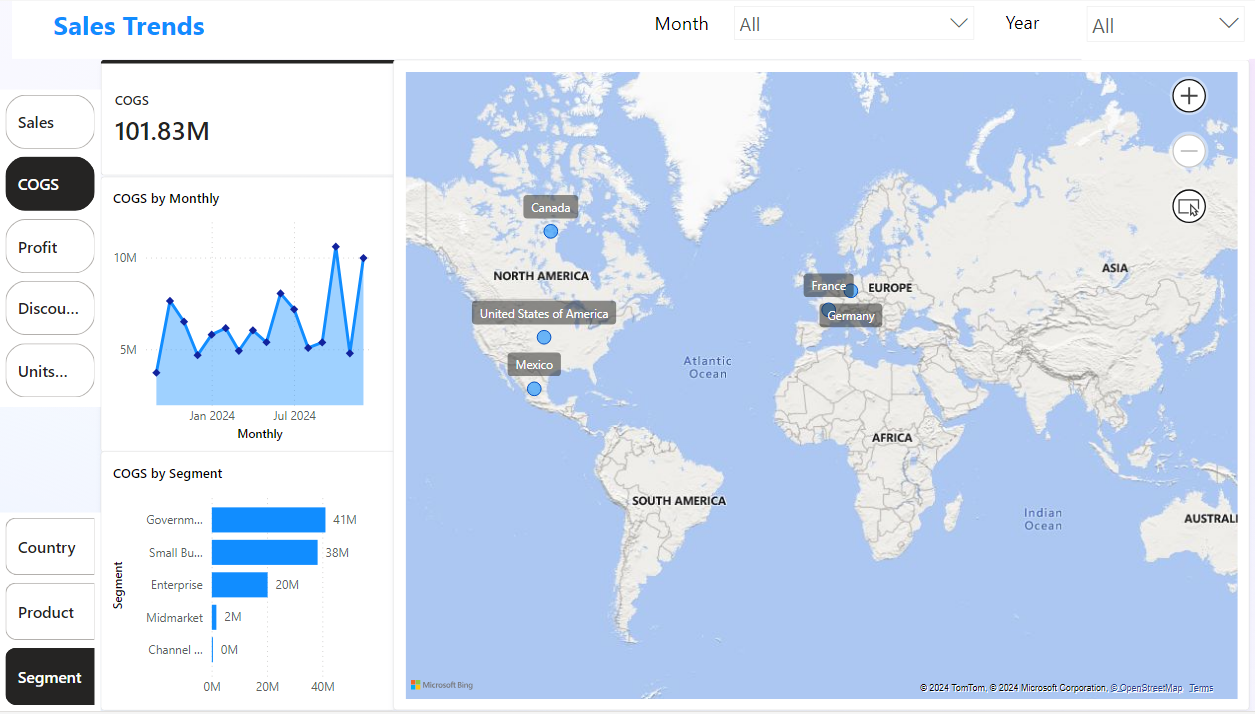 Sales Trends
Month
All
Year
All
Sales
COGS
Profit
Discou...
Units...
Country
Product
Segment
COGS
101.83M
COGS by Monthly
10M
5M
Jan 2024
Jul 2024
Monthly
COGS by Segment
Segment
Governm...
41M
Small Bu...
38M
Enterprise
20M
Midmarket
2M
Channel ...
0M
0M
20M
40M
Canada
NORTH AMERICA
United States of America
Mexico
France
EUROPE
Germany
ASIA
Atlantic
Ocean
AFRICA
SOUTH AMERICA
Indian
Ocean
AUSTRALI
Microsoft Bing
© 2024 TomTom, © 2024 Microsoft Corporation, © OpenStreetMap Terms